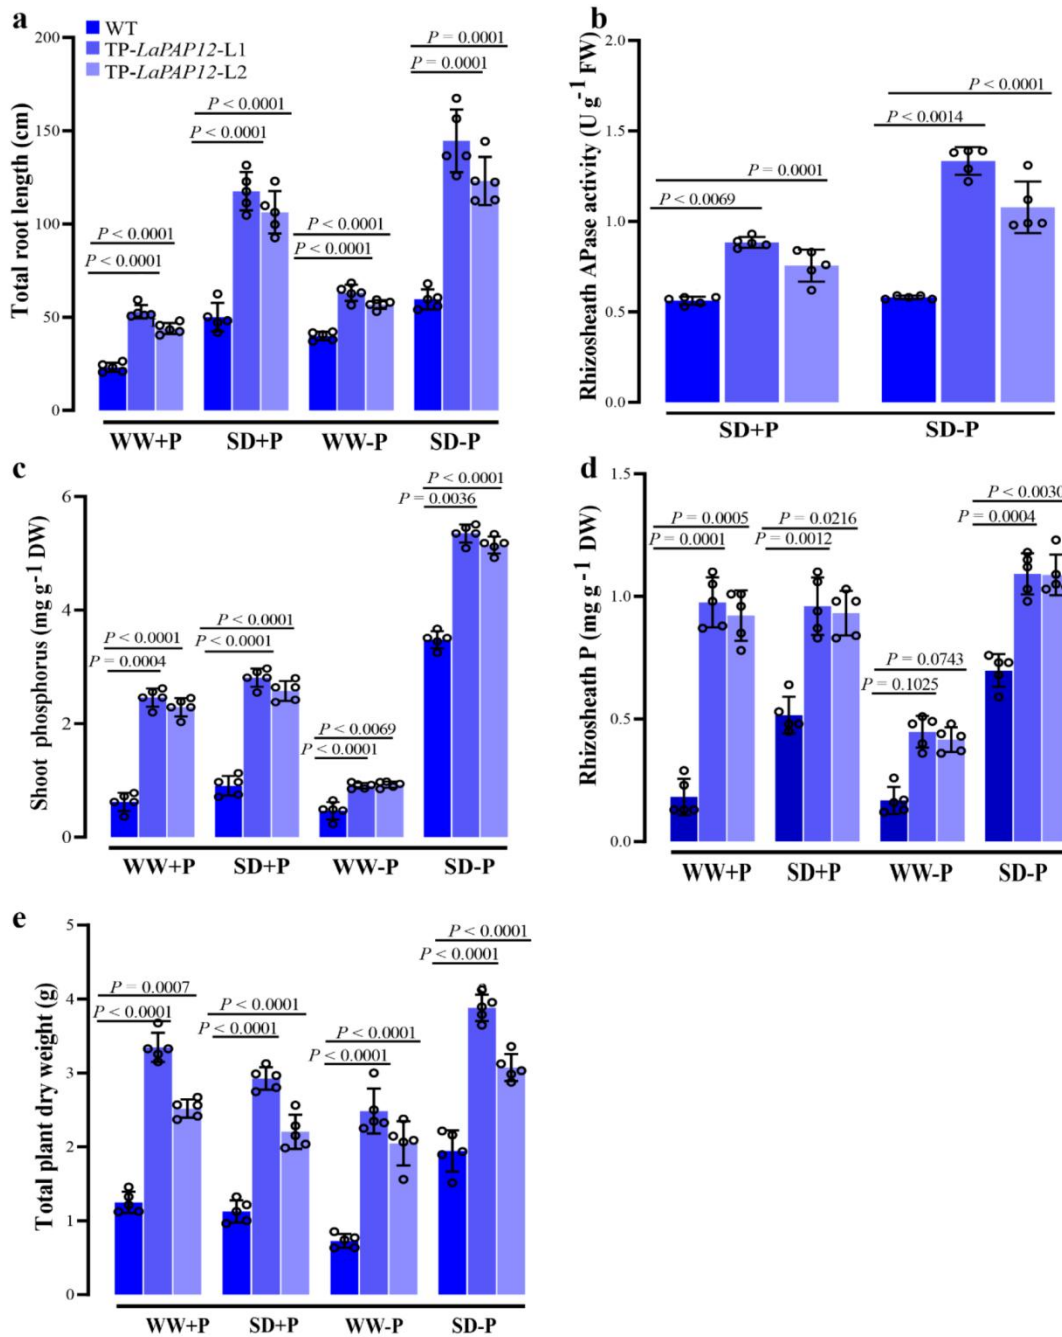 a
WT
TP-LaPAP12-L1
TP-LaPAP12-L2
Total root length (cm)
200
150
100
50
0
P < 0.0001
P < 0.0001
P < 0.0001
P < 0.0001
P < 0.0001
P < 0.0001
P = 0.0001
P = 0.0001
WW+P SD+P WW-P SD-P
b
Rhizosheath APase activity (U g-1 FW)
2.0
1.5
1.0
0.5
0.0
P = 0.0001
P < 0.0069
P < 0.0001
P < 0.0014
SD+P SD-P
c
Shoot phosphorus (mg g-1 DW)
6
4
2
0
P < 0.0001
P = 0.0004
P < 0.0001
P < 0.0001
P < 0.0069
P < 0.0001
P < 0.0001
P = 0.0036
WW+P SD+P WW-P SD-P
d
Rhizosheath P (mg g-1 DW)
1.5
1.0
0.5
0.0
P = 0.0005
P = 0.0001
P = 0.0216
P = 0.0012
P = 0.0743
P = 0.1025
P < 0.0030
P = 0.0004
WW+P SD+P WW-P SD-P
e
Total plant dry weight (g)
5
4
3
2
1
0
P = 0.0007
P < 0.0001
P < 0.0001
P < 0.0001
P < 0.0001
P < 0.0001
P < 0.0001
P < 0.0001
WW+P SD+P WW-P SD-P